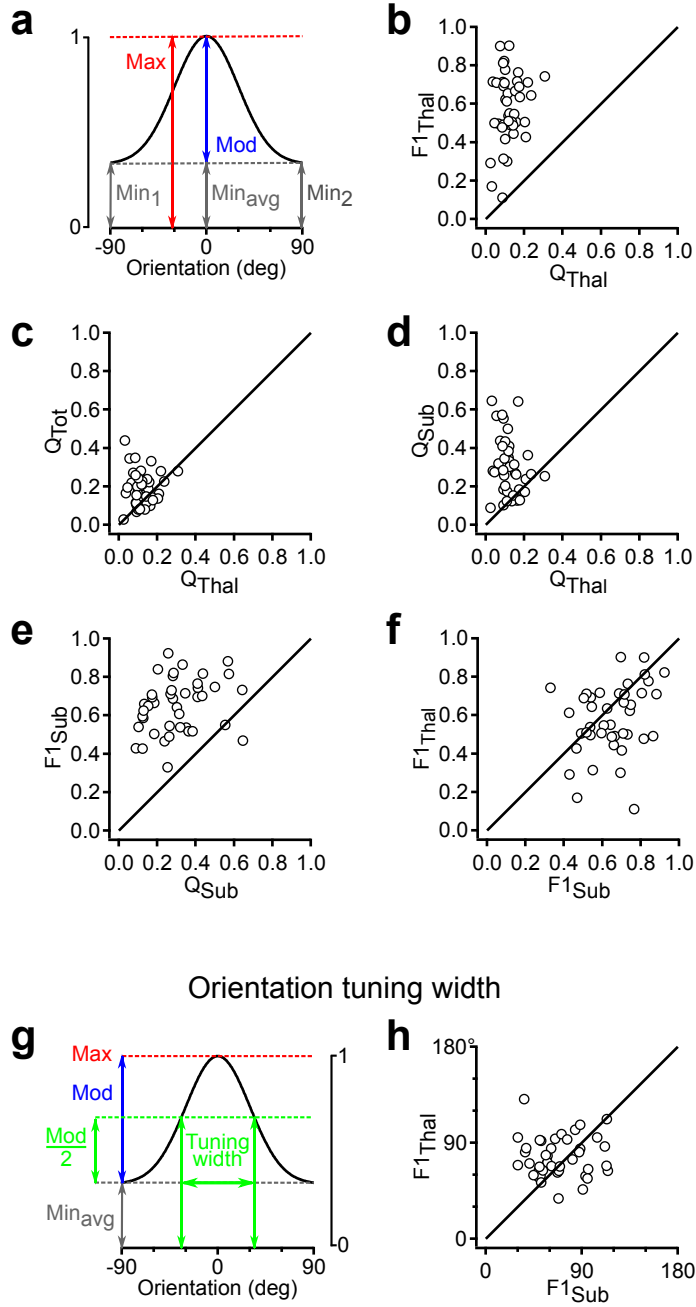 a
1
Max
Mod
Min1
Minavg
Min2
0
-90
0
90
Orientation (deg)
b
1.0
0.8
0.6
0.4
0.2
0.0
F1Thal
0.0
0.2
0.4
0.6
0.8
1.0
QThal
c
1.0
0.8
0.6
0.4
0.2
0.0
QTot
0.0
0.2
0.4
0.6
0.8
1.0
QThal
d
1.0
0.8
0.6
0.4
0.2
0.0
QSub
0.0
0.2
0.4
0.6
0.8
1.0
QThal
e
1.0
0.8
0.6
0.4
0.2
0.0
F1Sub
0.0
0.2
0.4
0.6
0.8
1.0
QSub
f
1.0
0.8
0.6
0.4
0.2
0.0
F1Thal
0.0
0.2
0.4
0.6
0.8
1.0
F1Sub
Orientation tuning width
g
Max
Mod
Mod
2
Minavg
Tuning
width
1
0
-90
0
90
Orientation (deg)
h
180°
90
0
F1Thal
0
90
180
F1Sub